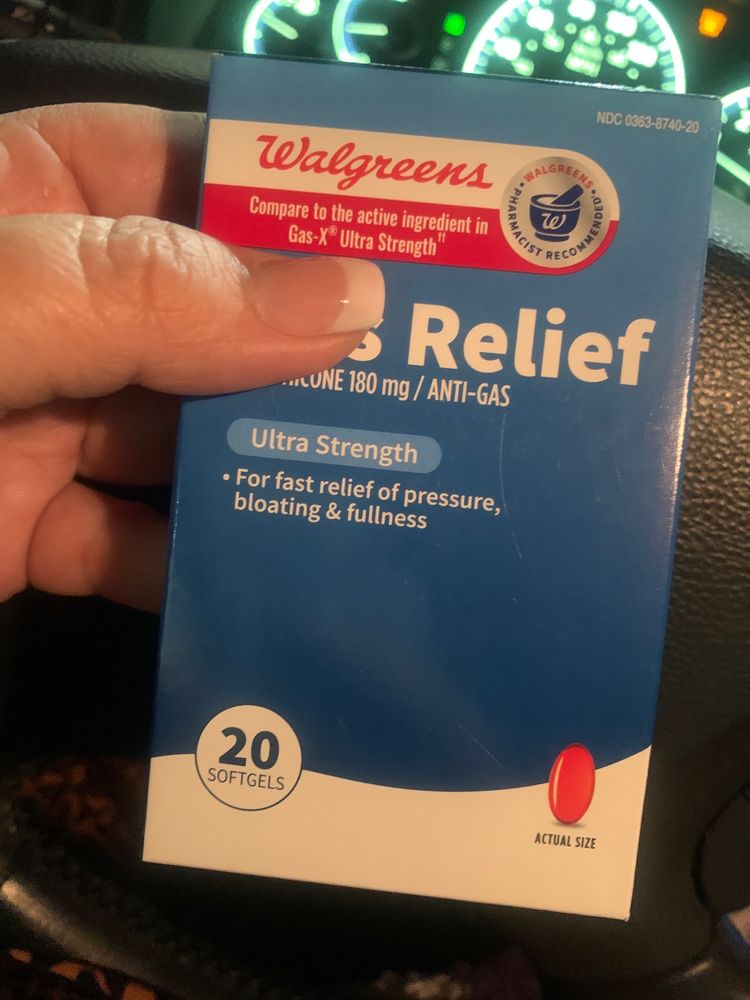 NDC 0363-8740-20
Walgreens
Compare to the active ingredient in
Gas-X® Ultra Strength††
WALGREENS
PHARMACIST RECOMMENDED
W
s Relief
ICONE 180 mg / ANTI-GAS
Ultra Strength
• For fast relief of pressure,
bloating & fullness
20
SOFTGELS
ACTUAL SIZE